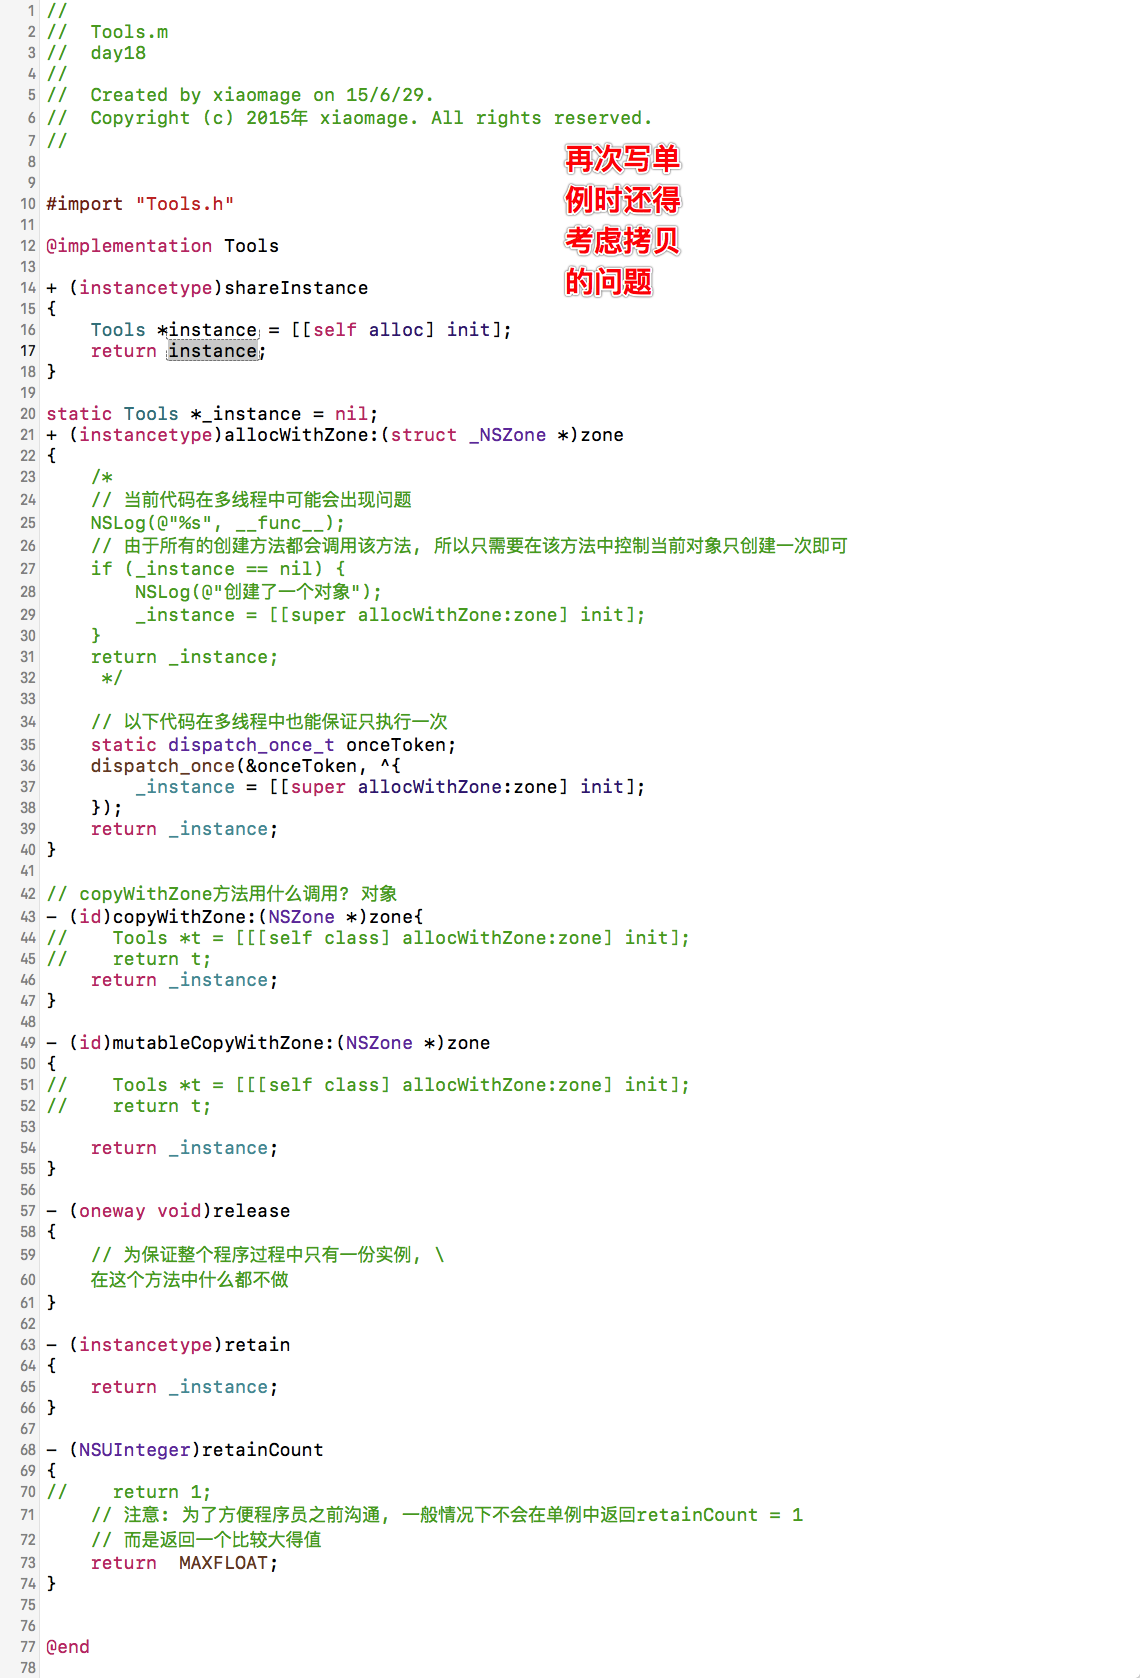 1 //
2 //  Tools.m
3 //  day18
4 //
5 //  Created by xiaomage on 15/6/29.
6 //  Copyright (c) 2015年 xiaomage. All rights reserved.
7 //
8
9
10 #import "Tools.h"
11
12 @implementation Tools
13
14 + (instancetype)shareInstance
15 {
16     Tools *instance = [[self alloc] init];
17     return instance;
18 }
19
20 static Tools *_instance = nil;
21 + (instancetype)allocWithZone:(struct _NSZone *)zone
22 {
23     /*
24     // 当前代码在多线程中可能会出现问题
25     NSLog(@"%s", __func__);
26     // 由于所有的创建方法都会调用该方法, 所以只需要在该方法中控制当前对象只创建一次即可
27     if (_instance == nil) {
28         NSLog(@"创建了一个对象");
29         _instance = [[super allocWithZone:zone] init];
30     }
31     return _instance;
32      */
33
34     // 以下代码在多线程中也能保证只执行一次
35     static dispatch_once_t onceToken;
36     dispatch_once(&onceToken, ^{
37         _instance = [[super allocWithZone:zone] init];
38     });
39     return _instance;
40 }
41
42 // copyWithZone方法用什么调用? 对象
43 - (id)copyWithZone:(NSZone *)zone{
44 //    Tools *t = [[[self class] allocWithZone:zone] init];
45 //    return t;
46     return _instance;
47 }
48
49 - (id)mutableCopyWithZone:(NSZone *)zone
50 {
51 //    Tools *t = [[[self class] allocWithZone:zone] init];
52 //    return t;
53
54     return _instance;
55 }
56
57 - (oneway void)release
58 {
59     // 为保证整个程序过程中只有一份实例, \
60     在这个方法中什么都不做
61 }
62
63 - (instancetype)retain
64 {
65     return _instance;
66 }
67
68 - (NSUInteger)retainCount
69 {
70 //    return 1;
71     // 注意: 为了方便程序员之前沟通, 一般情况下不会在单例中返回retainCount = 1
72     // 而是返回一个比较大得值
73     return  MAXFLOAT;
74 }
75
76
77 @end
78
再次写单
例时还得
考虑拷贝
的问题